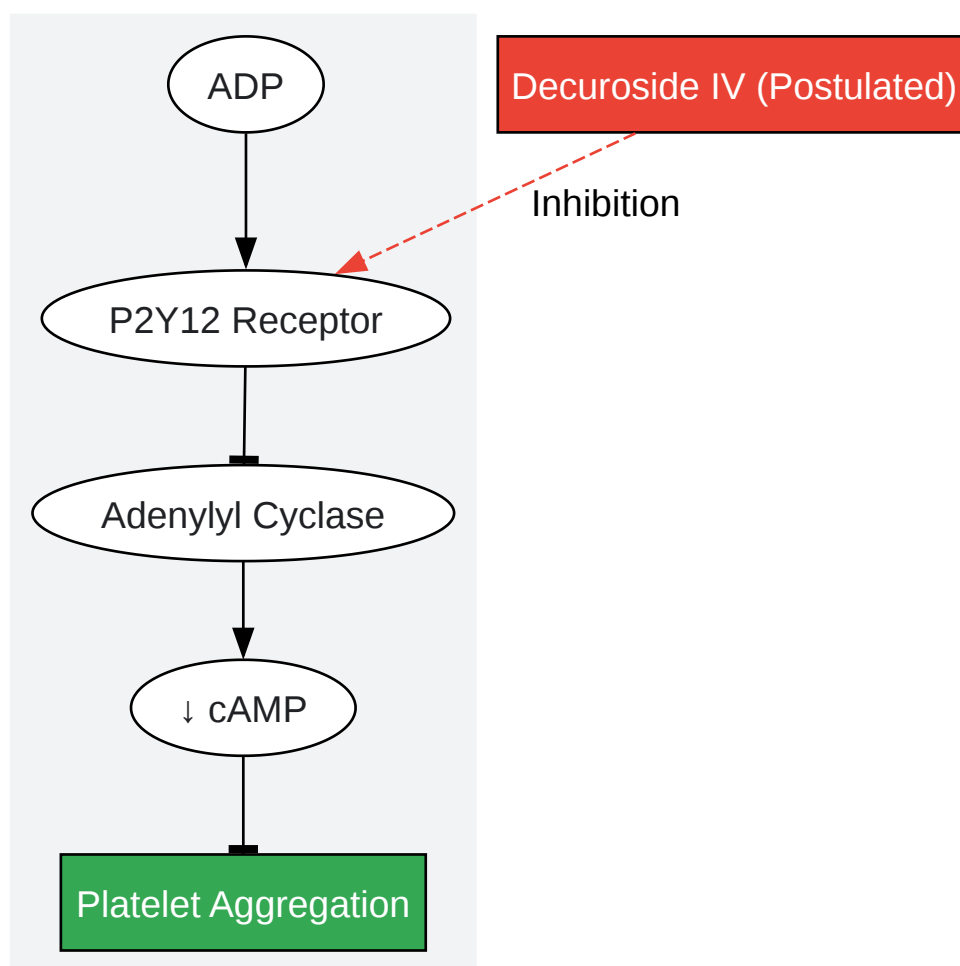 ADP
Decuroside IV (Postulated)
Inhibition
P2Y12 Receptor
Adenylyl Cyclase
↓ cAMP
Platelet Aggregation